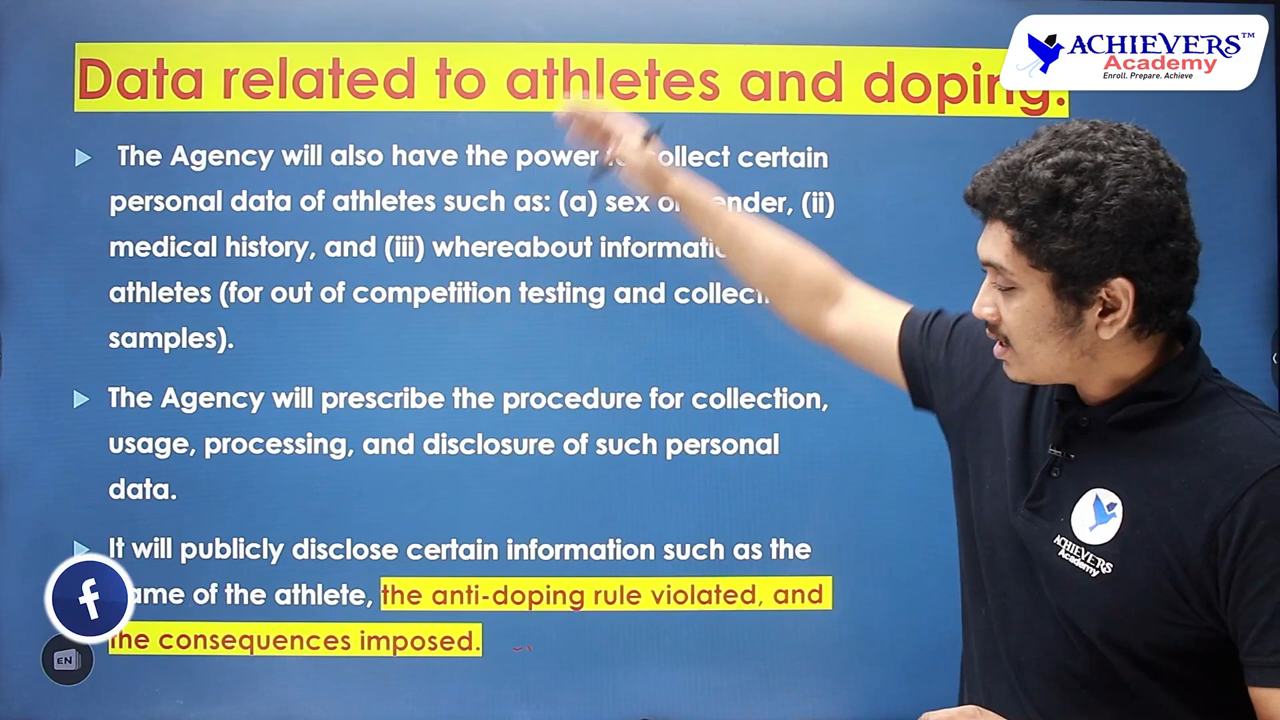 Data related to athletes and doping.
ACHIEVERS™
Academy
Enroll. Prepare. Achieve
The Agency will also have the power collect certain
personal data of athletes such as: (a) sex (ii)
medical history, and (iii) whereabout
athletes (for out of competition testing and
samples).
The Agency will prescribe the procedure for collection,
usage, processing, and disclosure of such personal
data.
It will publicly disclose certain information such as the
of the athlete, the anti-doping rule violated, and
the consequences imposed.
f
EN
ACHIEVERS
Academy